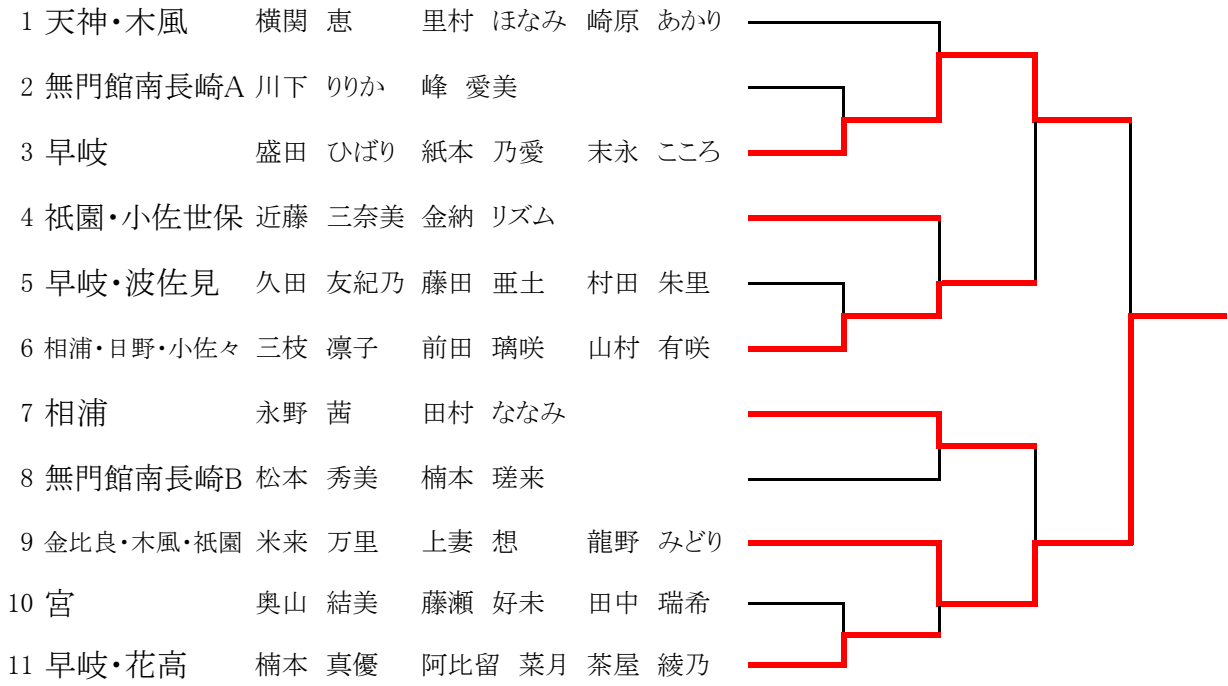 1 天神・木風 横関 恵 里村 ほなみ 崎原 あかり
2 無門館南長崎A 川下 りりか 峰 愛美
3 早岐 盛田 ひばり 紙本 乃愛 末永 こころ
4 祇園・小佐世保 近藤 三奈美 金納 リズム
5 早岐・波佐見 久田 友紀乃 藤田 亜土 村田 朱里
6 相浦・日野・小佐々 三枝 凛子 前田 璃咲 山村 有咲
7 相浦 永野 茜 田村 ななみ
8 無門館南長崎B 松本 秀美 楠本 瑳来
9 金比良・木風・祇園 米来 万里 上妻 想 龍野 みどり
10 宮 奥山 結美 藤瀬 好未 田中 瑞希
11 早岐・花高 楠本 真優 阿比留 菜月 茶屋 綾乃